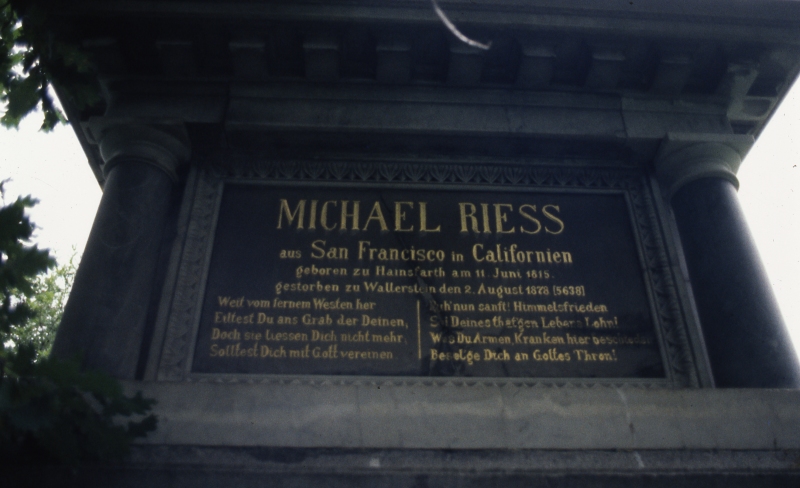 MICHAEL RIESS
aus San Francisco in Californien
geboren zu Hainsfarth am 11. Juni 1815.
gestorben zu Wallerstein den 2. August 1878 (5638)
Weit vom fernem Westen her
Eiltest Du ans Grab der Deinen,
Doch sie liessen Dich nicht mehr,
Solltest Dich mit Gott vereinen
nun sanft! Himmelsfrieden
Sei Deines Lebens Lohn!
Was Du Armen, Kranken hier
Befolge Dich an Gottes Thron!